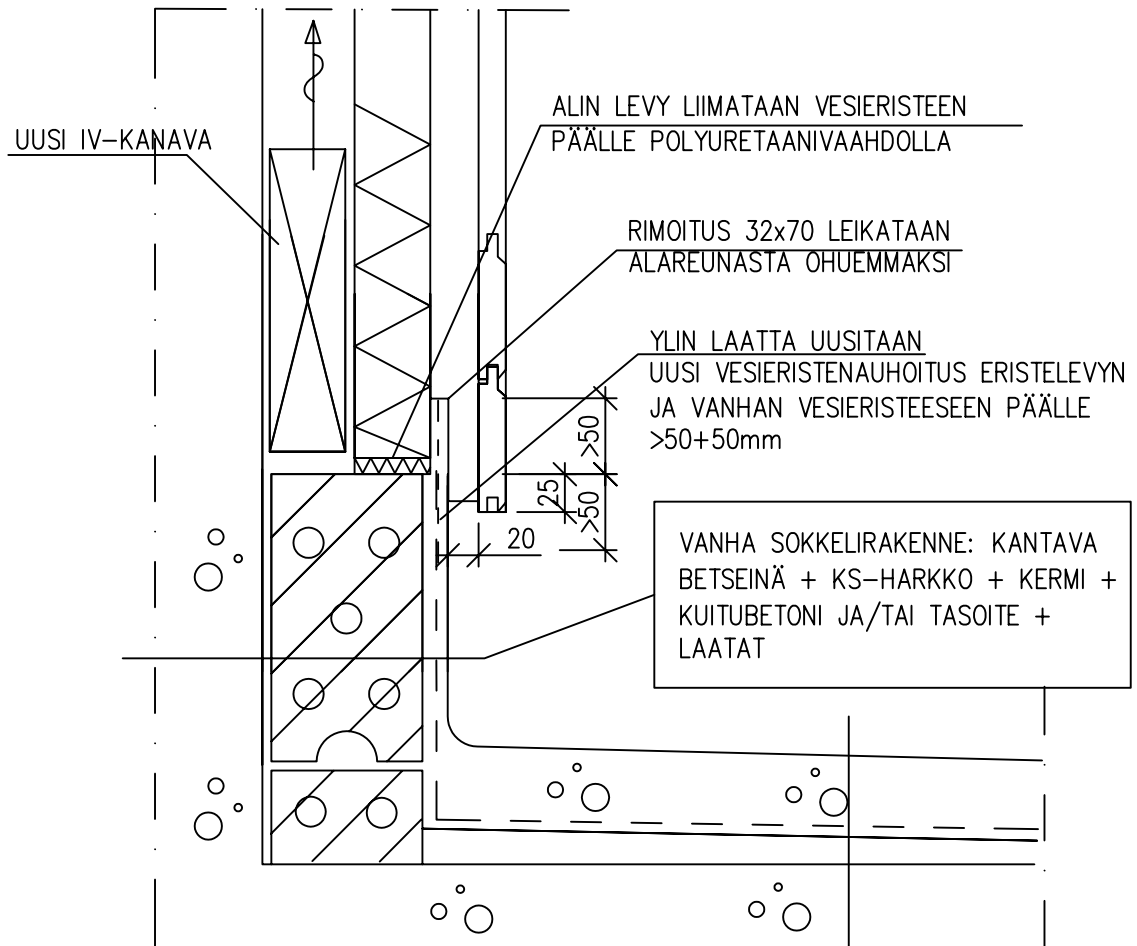 ALIN LEVY LIIMATAAN VESIERISTEEN
PÄÄLLE POLYURETAANIVAAHDOLLA
UUSI IV-KANAVA
RIMOITUS 32x70 LEIKATAAN
ALAREUNASTA OHUEMMAKSI
YLIN LAATTA UUSITAAN
UUSI VESIERISTENAUHOITUS ERISTELEVYN
JA VANHAN VESIERISTEESEEN PÄÄLLE
>50+50mm
>50
25
>50
20
VANHA SOKKELIRAKENNE: KANTAVA
BETSEINÄ + KS-HARKKO + KERMI +
KUITUBETONI JA/TAI TASOITE +
LAATAT